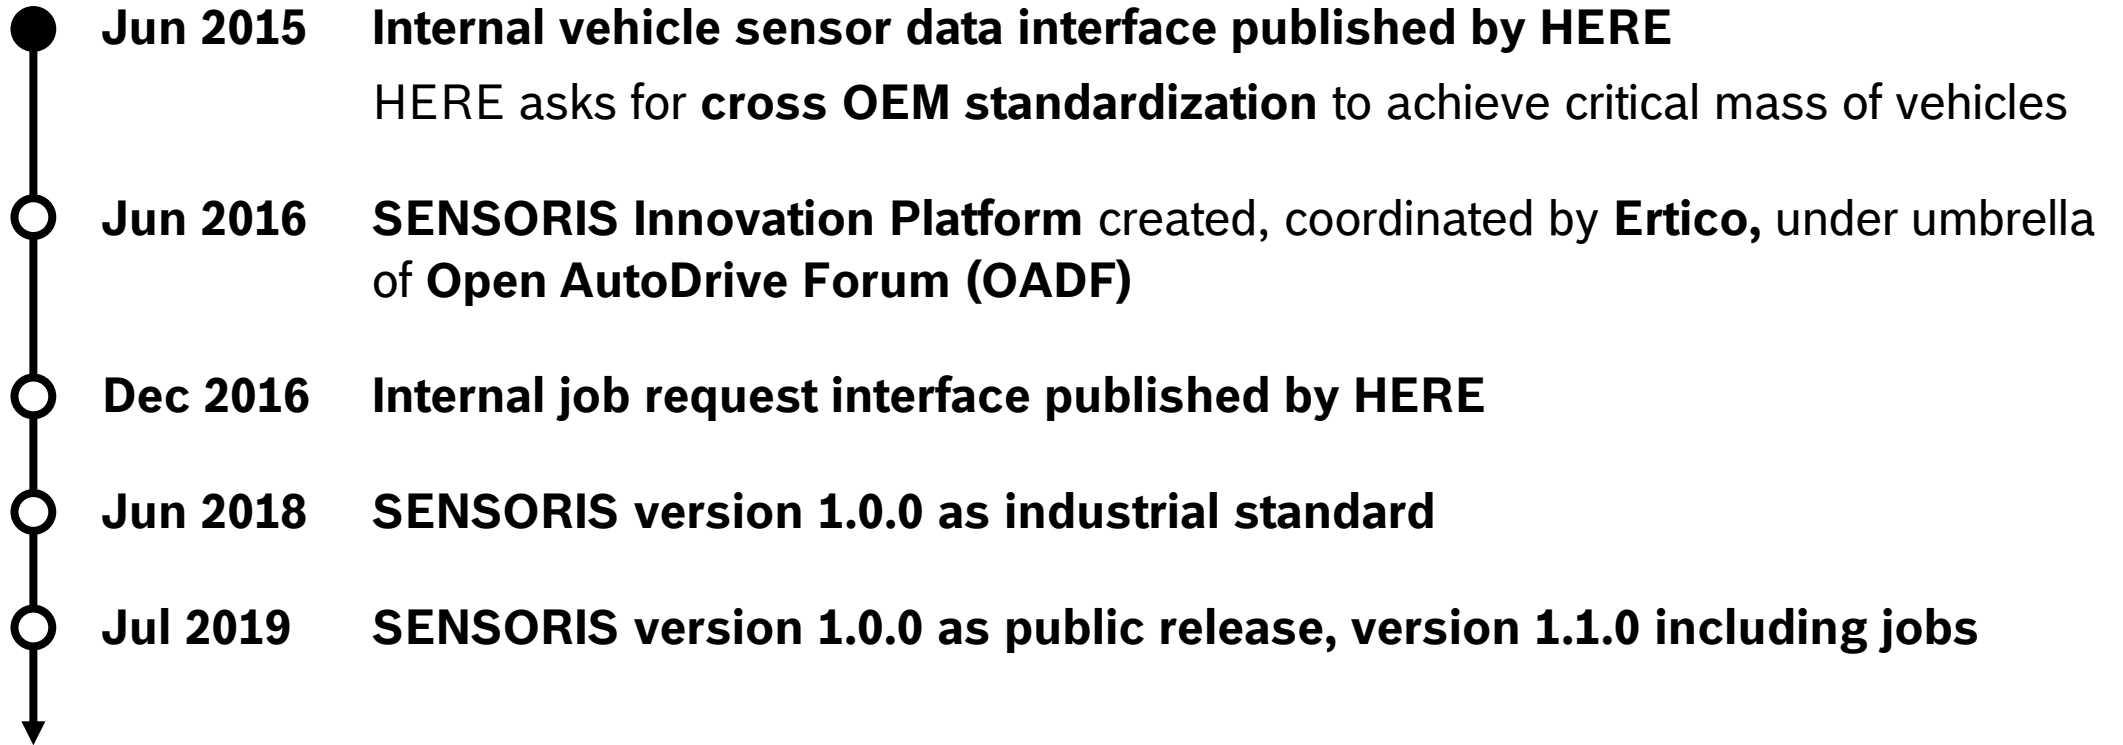 Jun 2015 Internal vehicle sensor data interface published by HERE
HERE asks for cross OEM standardization to achieve critical mass of vehicles
Jun 2016 SENSORIS Innovation Platform created, coordinated by Ertico, under umbrella
of Open AutoDrive Forum (OADF)
Dec 2016 Internal job request interface published by HERE
Jun 2018 SENSORIS version 1.0.0 as industrial standard
Jul 2019 SENSORIS version 1.0.0 as public release, version 1.1.0 including jobs